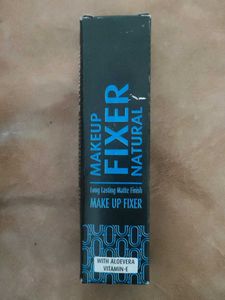 MAKEUP
FIXER
NATURAL
Long Lasting Matte Finish
MAKE UP FIXER
WITH ALOEVERA
VITAMIN-E